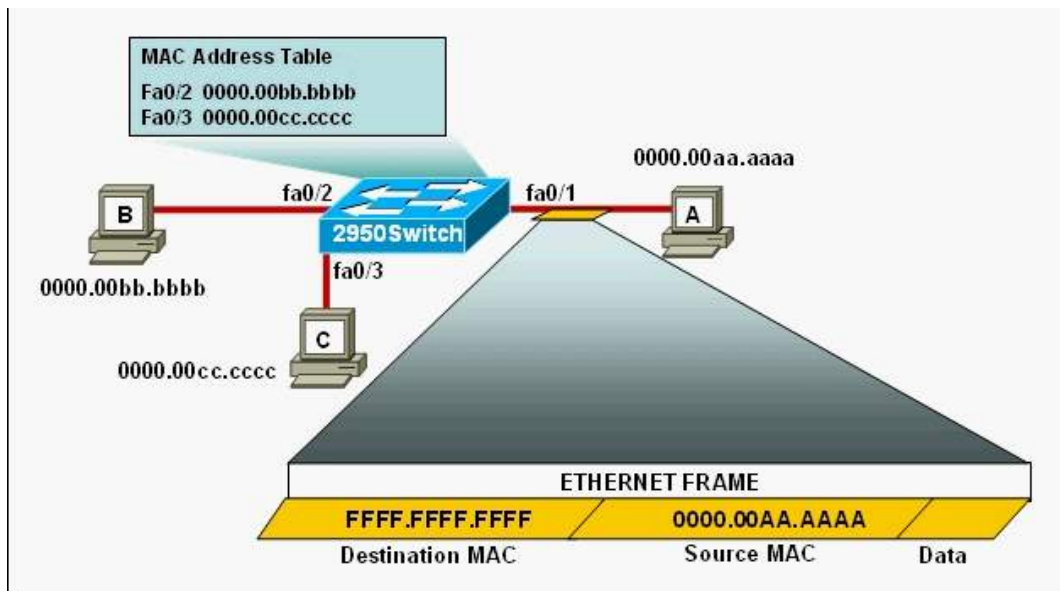 MAC Address Table
Fa0/2 0000.00bb.bbbb
Fa0/3 0000.00cc.cccc
0000.00aa.aaaa
fa0/2
fa0/1
B
A
2950Switch
fa0/3
0000.00bb.bbbb
C
0000.00cc.cccc
ETHERNET FRAME
FFFF.FFFF.FFFF
0000.00AA.AAAA
Destination MAC
Source MAC
Data